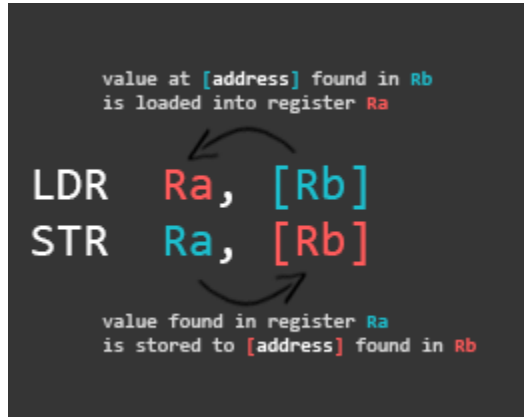 value at [address] found in Rb
is loaded into register Ra
LDR Ra, [Rb]
STR Ra, [Rb]
value found in register Ra
is stored to [address] found in Rb